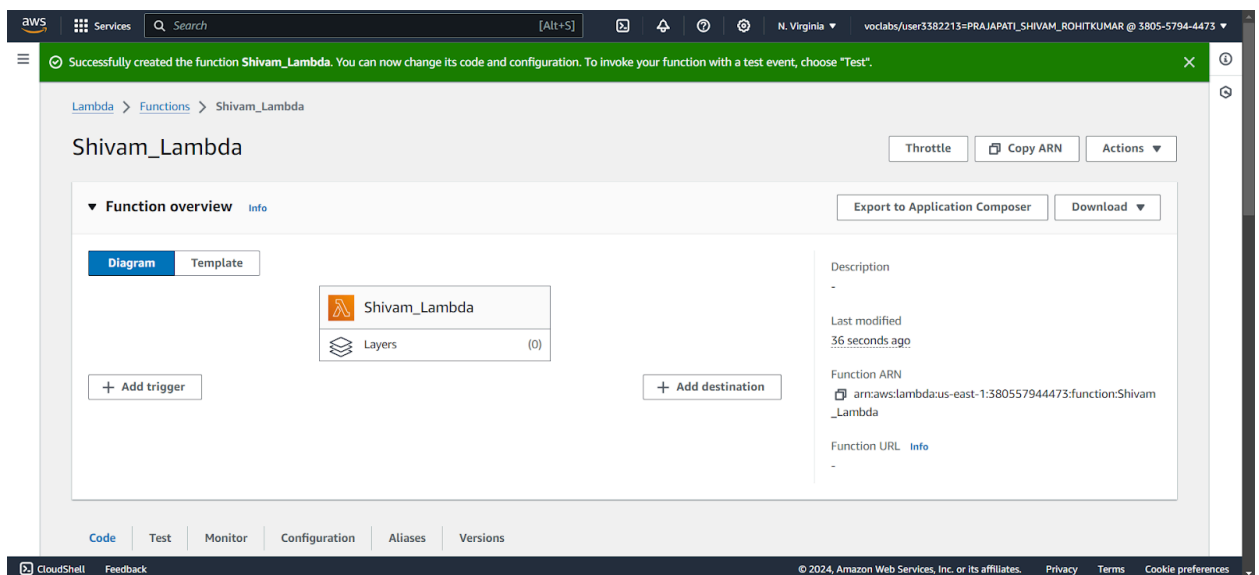 aws Services Search [Alt+S] N. Virginia ▼ voclabs/user3382213=PRAJAPATI_SHIVAM_ROHITKUMAR @ 3805-5794-4473 ▼
Successfully created the function Shivam_Lambda. You can now change its code and configuration. To invoke your function with a test event, choose "Test".
Lambda > Functions > Shivam_Lambda
Shivam_Lambda
Throttle Copy ARN Actions ▼
▼ Function overview Info
Export to Application Composer Download ▼
Diagram Template
Shivam_Lambda
Layers (0)
+ Add trigger
+ Add destination
Description
-
Last modified
36 seconds ago
Function ARN
arn:aws:lambda:us-east-1:380557944473:function:Shivam
_Lambda
Function URL Info
-
Code Test Monitor Configuration Aliases Versions
CloudShell Feedback © 2024, Amazon Web Services, Inc. or its affiliates. Privacy Terms Cookie preferences